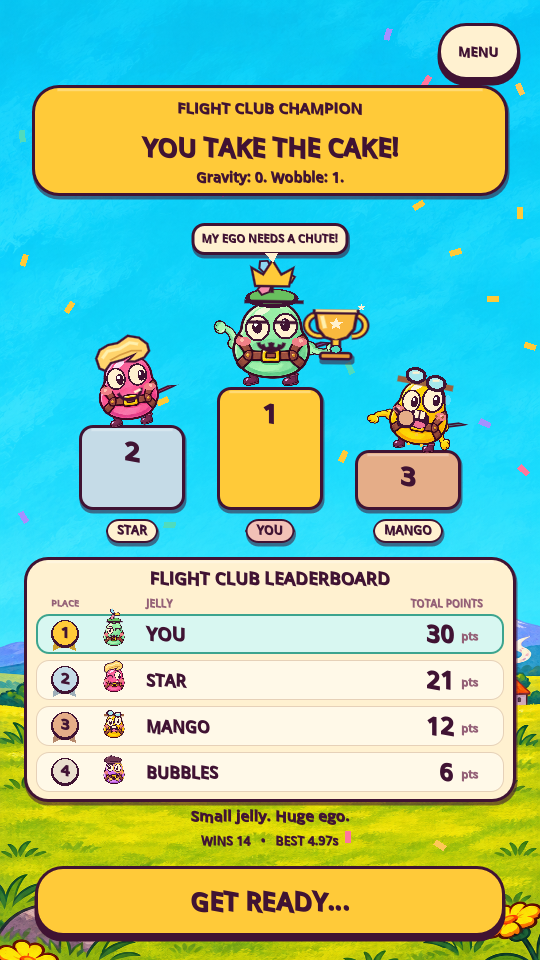 MENU
FLIGHT CLUB CHAMPION
YOU TAKE THE CAKE!
Gravity: 0. Wobble: 1.
MY EGO NEEDS A CHUTE!
1
2
3
STAR
YOU
MANGO
FLIGHT CLUB LEADERBOARD
PLACE JELLY TOTAL POINTS
1 YOU 30 pts
2 STAR 21 pts
3 MANGO 12 pts
4 BUBBLES 6 pts
Small jelly. Huge ego.
WINS 14 • BEST 4.97s
GET READY...